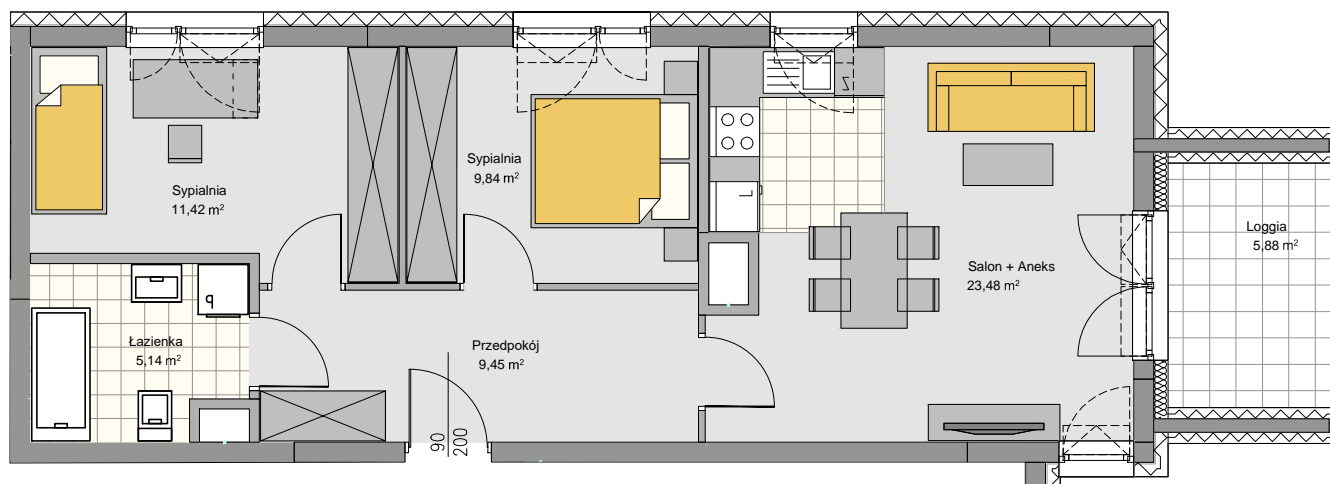 Sypialnia
11,42 m²
Sypialnia
9,84 m²
Salon + Aneks
23,48 m²
Loggia
5,88 m²
Łazienka
5,14 m²
Przedpokój
9,45 m²
90
200